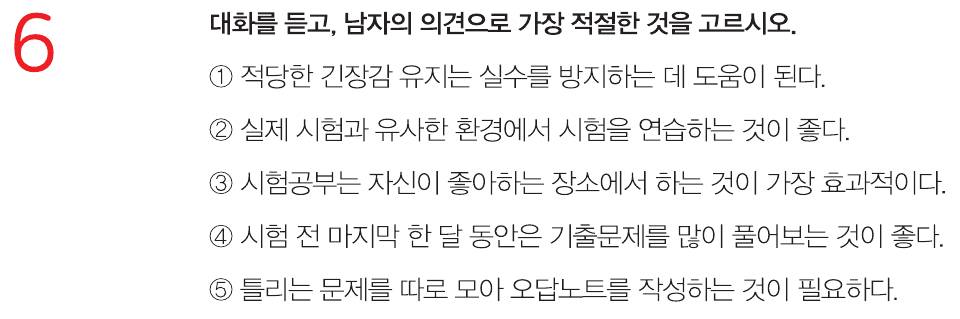 6
대화를 듣고, 남자의 의견으로 가장 적절한 것을 고르시오.
① 적당한 긴장감 유지는 실수를 방지하는 데 도움이 된다.
② 실제 시험과 유사한 환경에서 시험을 연습하는 것이 좋다.
③ 시험공부는 자신이 좋아하는 장소에서 하는 것이 가장 효과적이다.
④ 시험 전 마지막 한 달 동안은 기출문제를 많이 풀어보는 것이 좋다.
⑤ 틀리는 문제를 따로 모아 오답노트를 작성하는 것이 필요하다.